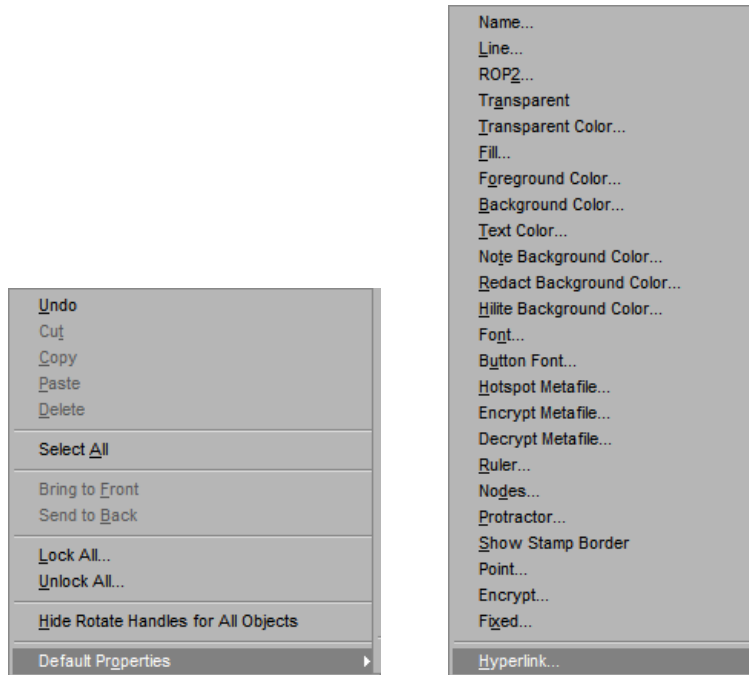 Undo
Cut
Copy
Paste
Delete
Select All
Bring to Front
Send to Back
Lock All...
Unlock All...
Hide Rotate Handles for All Objects
Default Properties
Name...
Line...
ROP2...
Transparent
Transparent Color...
Fill...
Foreground Color...
Background Color...
Text Color...
Note Background Color...
Redact Background Color...
Hilite Background Color...
Font...
Button Font...
Hotspot Metafile...
Encrypt Metafile...
Decrypt Metafile...
Ruler...
Nodes...
Protractor...
Show Stamp Border
Point...
Encrypt...
Fixed...
Hyperlink...